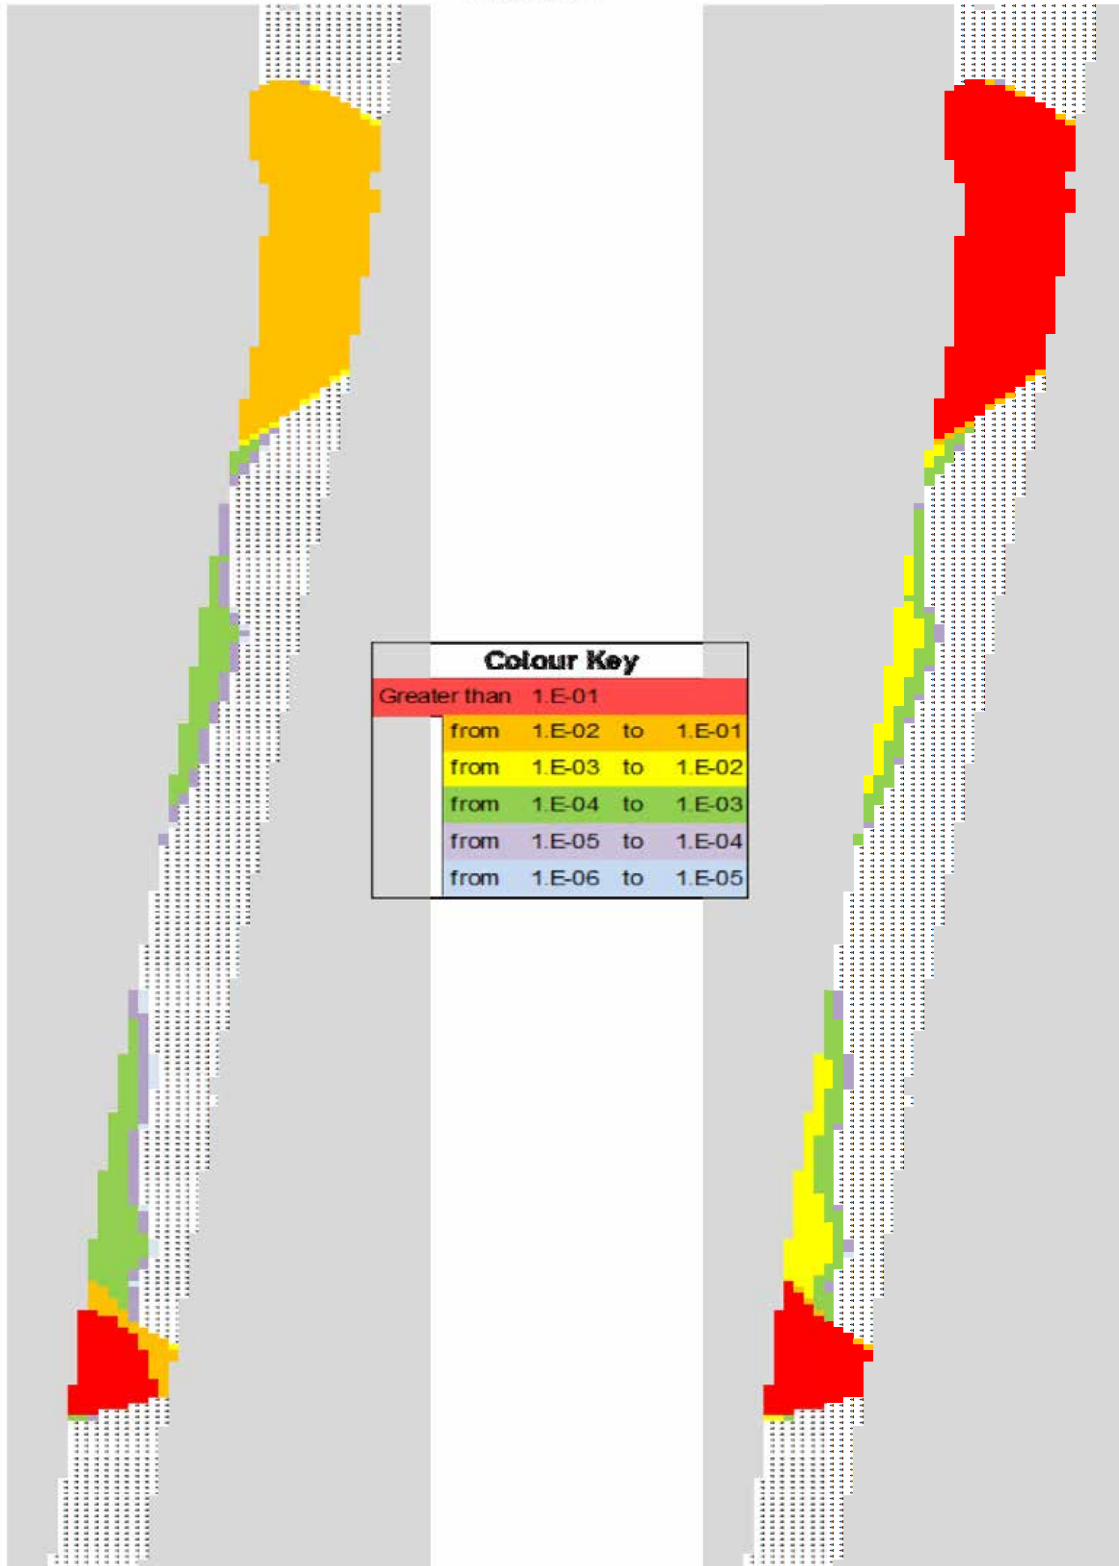 Colour Key
Greater than 1.E-01
from 1.E-02 to 1.E-01
from 1.E-03 to 1.E-02
from 1.E-04 to 1.E-03
from 1.E-05 to 1.E-04
from 1.E-06 to 1.E-05